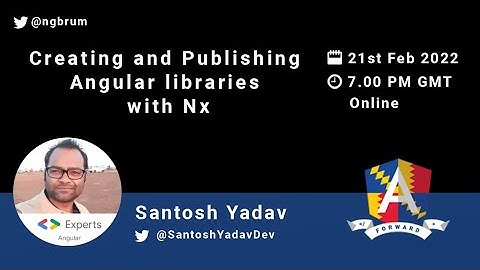 @ngbrum
Creating and Publishing
Angular libraries
with Nx
21st Feb 2022
7.00 PM GMT
Online
Experts
Angular
Santosh Yadav
@SantoshYadavDev
A
FORWARD